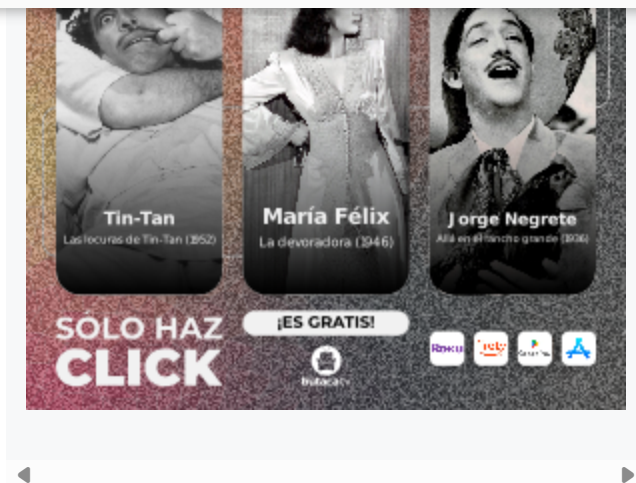 Tin-Tan
Las locuras de Tin-Tan (1952)
María Félix
La devoradora (1946)
Jorge Negrete
Allá en el rancho grande (1936)
SÓLO HAZ
CLICK
¡ES GRATIS!
butaca tv
Roku